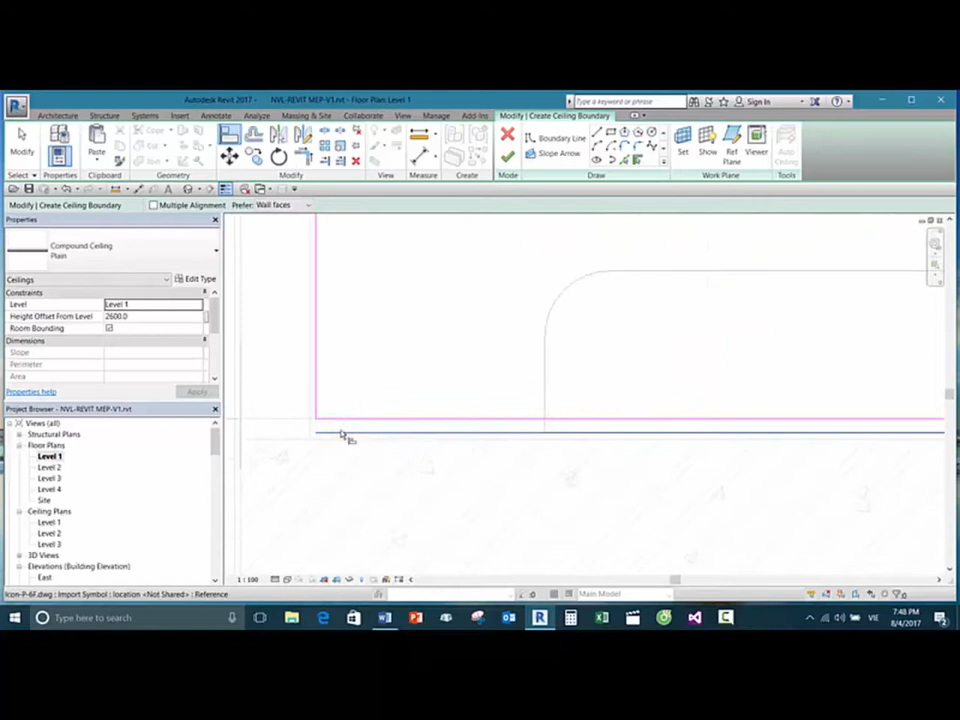 Autodesk Revit 2017 - NVL-REVIT MEP-V1.rvt - Floor Plan: Level 1
Type a keyword or phrase
Sign In
Architecture Structure Systems Insert Annotate Analyze Massing & Site Collaborate View Manage Add-Ins Modify | Create Ceiling Boundary
Modify
Paste
Cope
Cut
Join
Boundary Line
Slope Arrow
Set Show Ref Plane Viewer
Auto Ceiling
Select Properties Clipboard Geometry Modify View Measure Create Mode Draw Work Plane Tools
Modify | Create Ceiling Boundary
Multiple Alignment Prefer: Wall faces
Properties
Compound Ceiling
Plain
Ceilings Edit Type
Constraints
Level Level 1
Height Offset From Level 2600.0
Room Bounding
Dimensions
Slope
Perimeter
Area
Properties help Apply
Project Browser - NVL-REVIT MEP-V1.rvt
Views (all)
Structural Plans
Floor Plans
Level 1
Level 2
Level 3
Level 4
Site
Ceiling Plans
Level 1
Level 2
Level 3
3D Views
Elevations (Building Elevation)
East
1 : 100
Icon-P-6F.dwg : Import Symbol : location <Not Shared> : Reference
:0
Main Model
:0
Type here to search
VIE
7:48 PM
8/4/2017